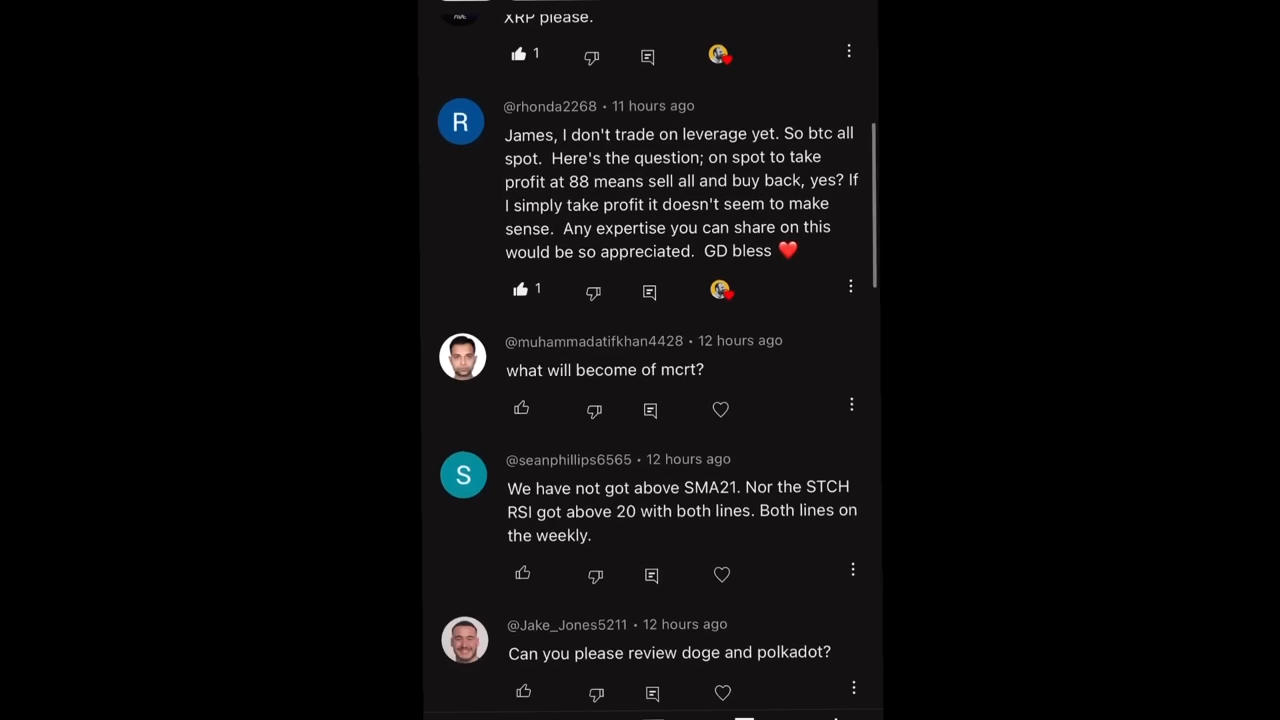 XRP please.
1
R
@rhonda2268 • 11 hours ago
James, I don't trade on leverage yet. So btc all
spot. Here's the question; on spot to take
profit at 88 means sell all and buy back, yes? If
I simply take profit it doesn't seem to make
sense. Any expertise you can share on this
would be so appreciated. GD bless ❤️
1
@muhammadatifkhan4428 • 12 hours ago
what will become of mcrt?
S
@seanphillips6565 • 12 hours ago
We have not got above SMA21. Nor the STCH
RSI got above 20 with both lines. Both lines on
the weekly.
@Jake_Jones5211 • 12 hours ago
Can you please review doge and polkadot?